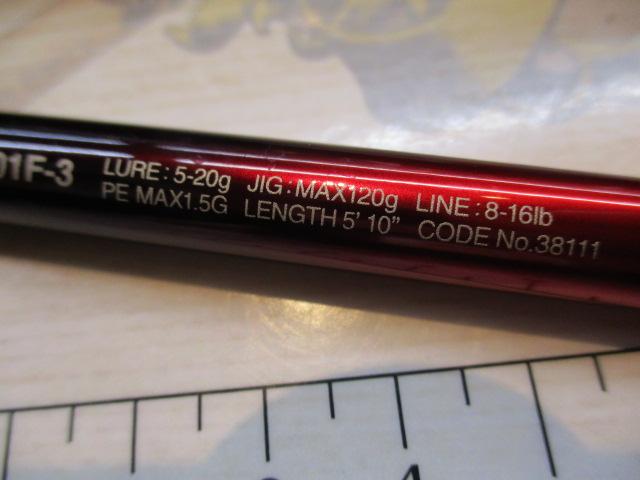 01F-3 LURE : 5-20g JIG : MAX120g LINE : 8-16lb
PE MAX1.5G LENGTH 5' 10" CODE No.38111
4